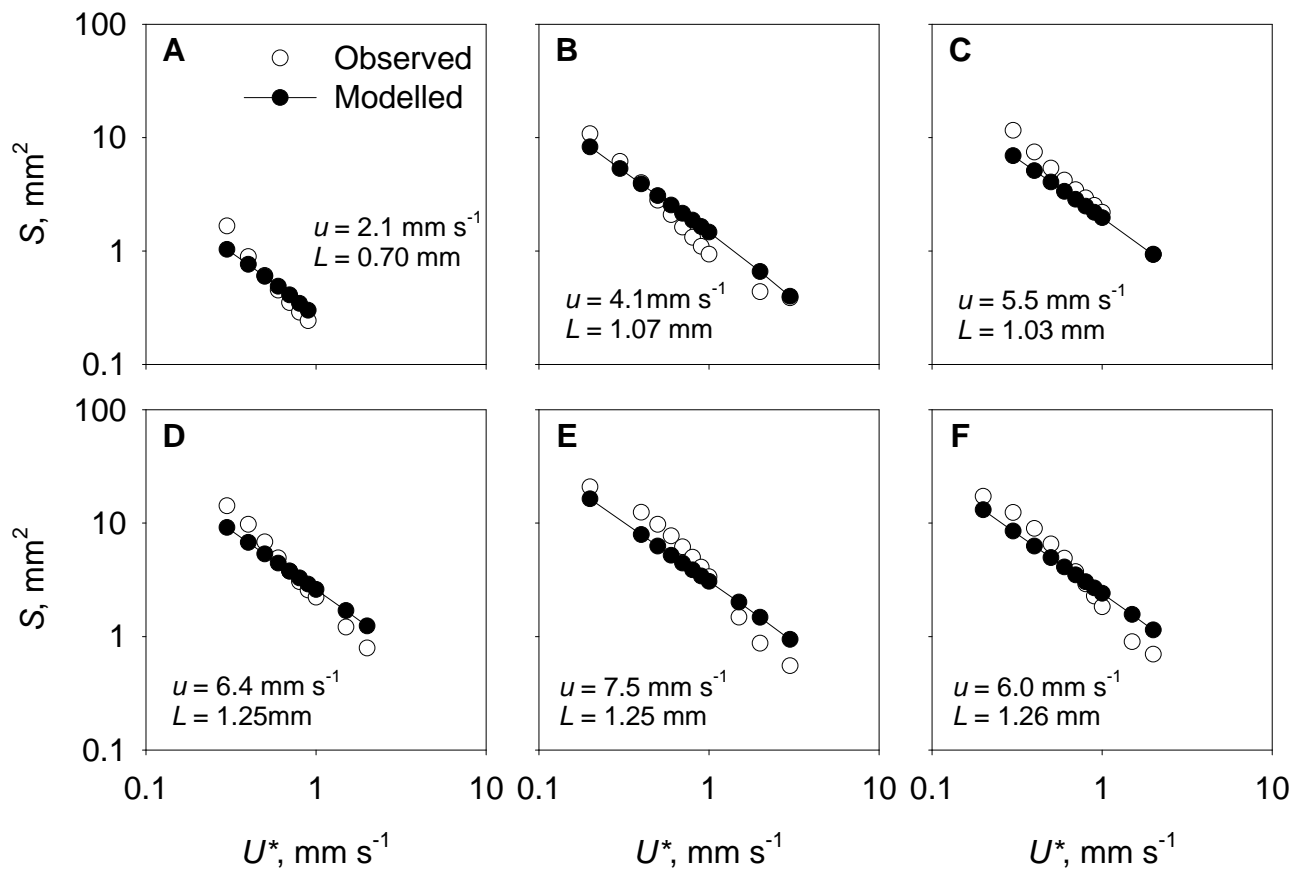 100
10
1
0.1
S, mm²
A
Observed
Modelled
u = 2.1 mm s⁻¹
L = 0.70 mm
B
u = 4.1mm s⁻¹
L = 1.07 mm
C
u = 5.5 mm s⁻¹
L = 1.03 mm
100
10
1
0.1
S, mm²
D
u = 6.4 mm s⁻¹
L = 1.25mm
E
u = 7.5 mm s⁻¹
L = 1.25 mm
F
u = 6.0 mm s⁻¹
L = 1.26 mm
0.1 1 10 0.1 1 10 0.1 1 10
U*, mm s⁻¹ U*, mm s⁻¹ U*, mm s⁻¹